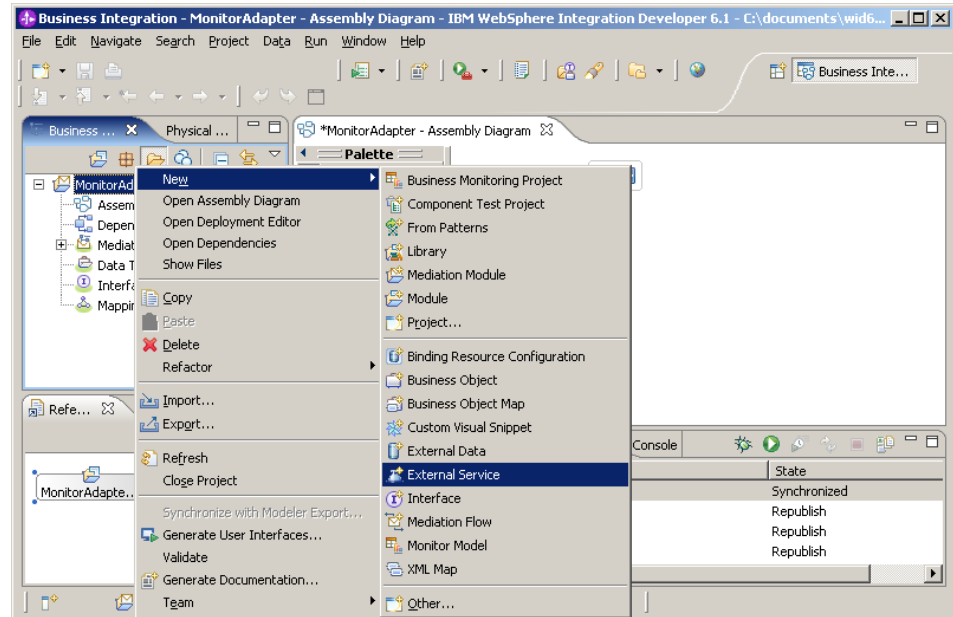 Business Integration - MonitorAdapter - Assembly Diagram - IBM WebSphere Integration Developer 6.1 - C:\documents\wid6...
File Edit Navigate Search Project Data Run Window Help
Business Inte...
Business ... Physical ... *MonitorAdapter - Assembly Diagram
Palette
MonitorAd
Assem
Depen
Mediat
Data T
Interfa
Mappin
New
Open Assembly Diagram
Open Deployment Editor
Open Dependencies
Show Files
Copy
Paste
Delete
Refactor
Import...
Export...
Refresh
Close Project
Synchronize with Modeler Export...
Generate User Interfaces...
Validate
Generate Documentation...
Team
Business Monitoring Project
Component Test Project
From Patterns
Library
Mediation Module
Module
Project...
Binding Resource Configuration
Business Object
Business Object Map
Custom Visual Snippet
External Data
External Service
Interface
Mediation Flow
Monitor Model
XML Map
Other...
Refe...
MonitorAdapte...
Console
State
Synchronized
Republish
Republish
Republish